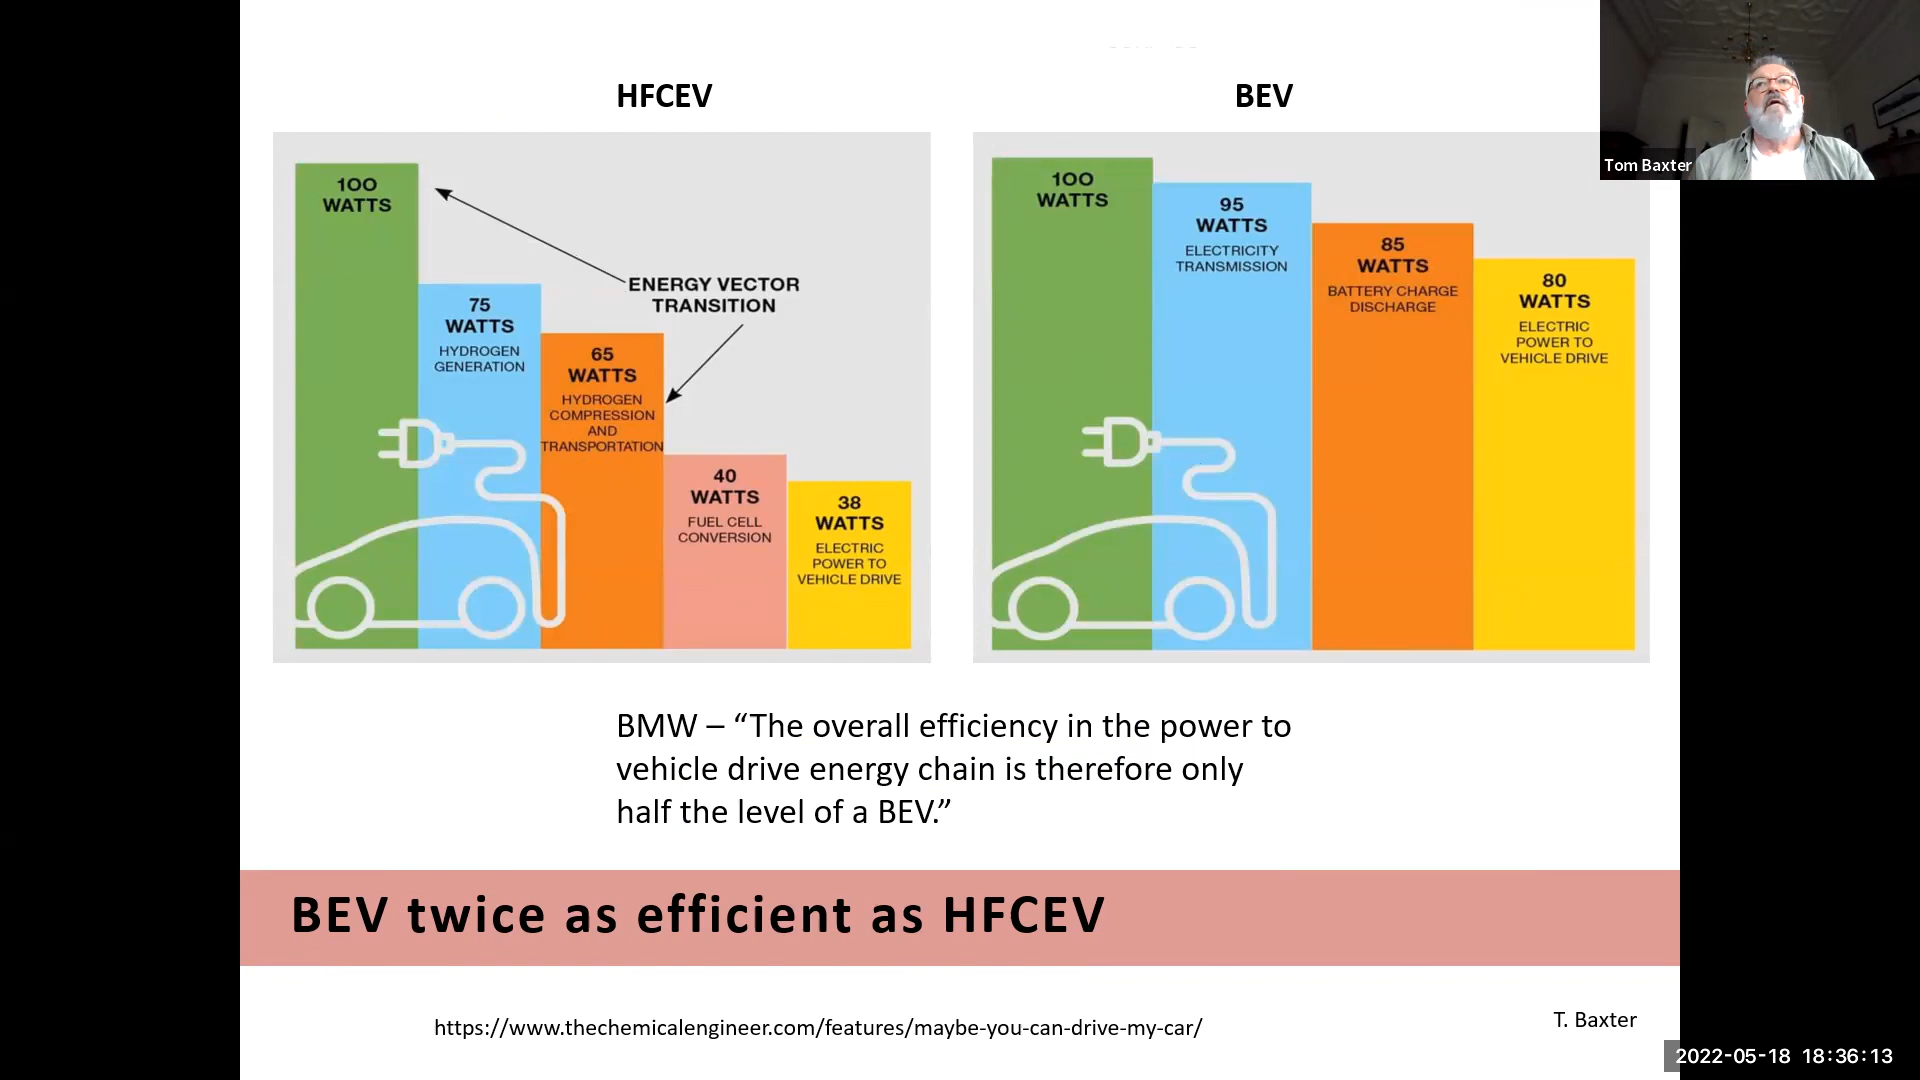 HFCEV
BEV
Tom Baxter
100
WATTS
75
WATTS
HYDROGEN
GENERATION
65
WATTS
HYDROGEN
COMPRESSION
AND
TRANSPORTATION
40
WATTS
FUEL CELL
CONVERSION
38
WATTS
ELECTRIC
POWER TO
VEHICLE DRIVE
ENERGY VECTOR
TRANSITION
100
WATTS
95
WATTS
ELECTRICITY
TRANSMISSION
85
WATTS
BATTERY CHARGE
DISCHARGE
80
WATTS
ELECTRIC
POWER TO
VEHICLE DRIVE
BMW – “The overall efficiency in the power to
vehicle drive energy chain is therefore only
half the level of a BEV.”
BEV twice as efficient as HFCEV
https://www.thechemicalengineer.com/features/maybe-you-can-drive-my-car/
T. Baxter
2022-05-18 18:36:13